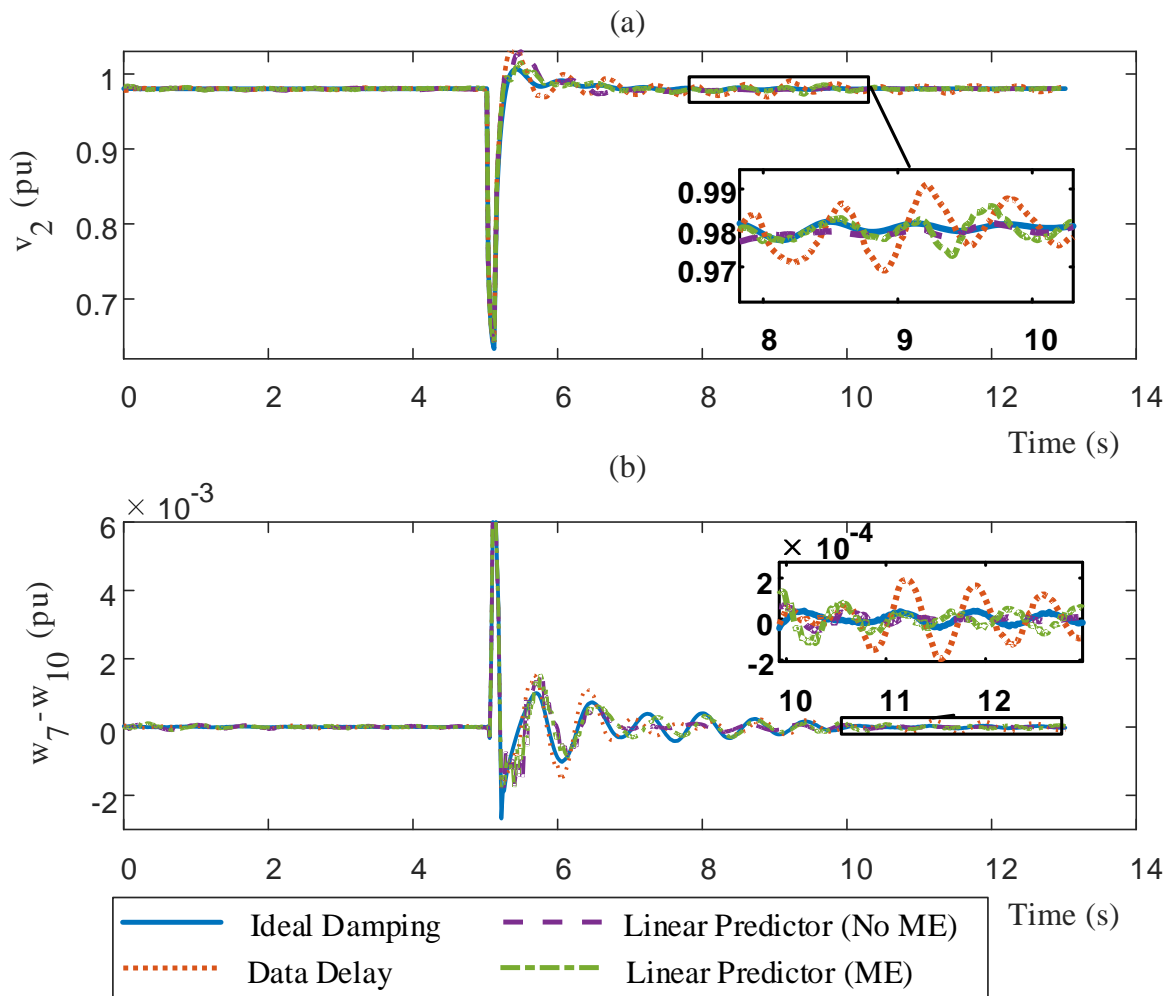 (a)
1
0.9
0.8
0.7
v2 (pu)
0.99
0.98
0.97
8 9 10
0 2 4 6 8 10 12 14
Time (s)
(b)
× 10-3
6
4
2
0
-2
w7-w10 (pu)
× 10-4
2
0
-2
10 11 12
0 2 4 6 8 10 12 14
Time (s)
Ideal Damping
Linear Predictor (No ME)
Data Delay
Linear Predictor (ME)